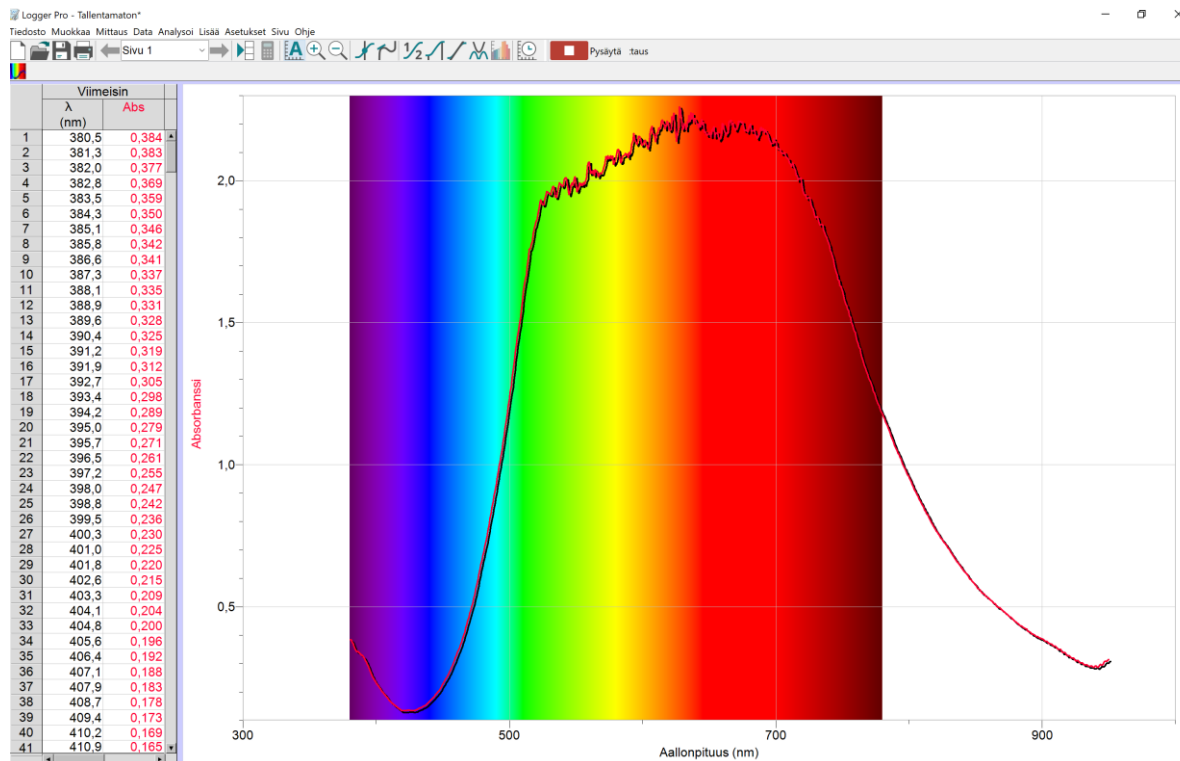 Logger Pro - Tallentamaton*
Tiedosto Muokkaa Mittaus Data Analysoi Lisää Asetukset Sivu Ohje
Sivu 1
Pysäytä :taus
Viimeisin
λ Abs
(nm)
1 380,5 0,384
2 381,3 0,383
3 382,0 0,377
4 382,8 0,369
5 383,5 0,359
6 384,3 0,350
7 385,1 0,346
8 385,8 0,342
9 386,6 0,341
10 387,3 0,337
11 388,1 0,335
12 388,9 0,331
13 389,6 0,328
14 390,4 0,325
15 391,2 0,319
16 391,9 0,312
17 392,7 0,305
18 393,4 0,298
19 394,2 0,289
20 395,0 0,279
21 395,7 0,271
22 396,5 0,261
23 397,2 0,255
24 398,0 0,247
25 398,8 0,242
26 399,5 0,236
27 400,3 0,230
28 401,0 0,225
29 401,8 0,220
30 402,6 0,215
31 403,3 0,209
32 404,1 0,204
33 404,8 0,200
34 405,6 0,196
35 406,4 0,192
36 407,1 0,188
37 407,9 0,183
38 408,7 0,178
39 409,4 0,173
40 410,2 0,169
41 410,9 0,165
Absorbanssi
2,0
1,5
1,0
0,5
300 500 700 900
Aallonpituus (nm)